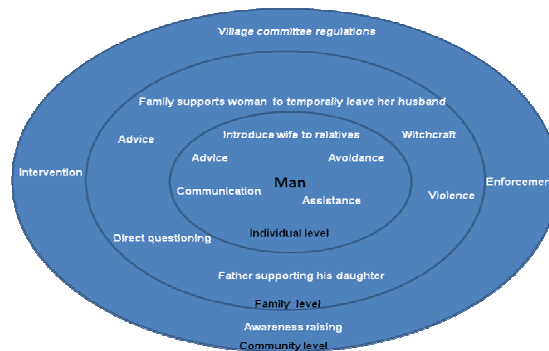 Village committee regulations
Family supports woman to temporally leave her husband
Introduce wife to relatives
Witchcraft
Advice
Advice
Avoidance
Intervention
Man
Enforcemen
Communication
Violence
Assistance
Individual level
Direct questioning
Father supporting his daughter
Family level
Awareness raising
Community level